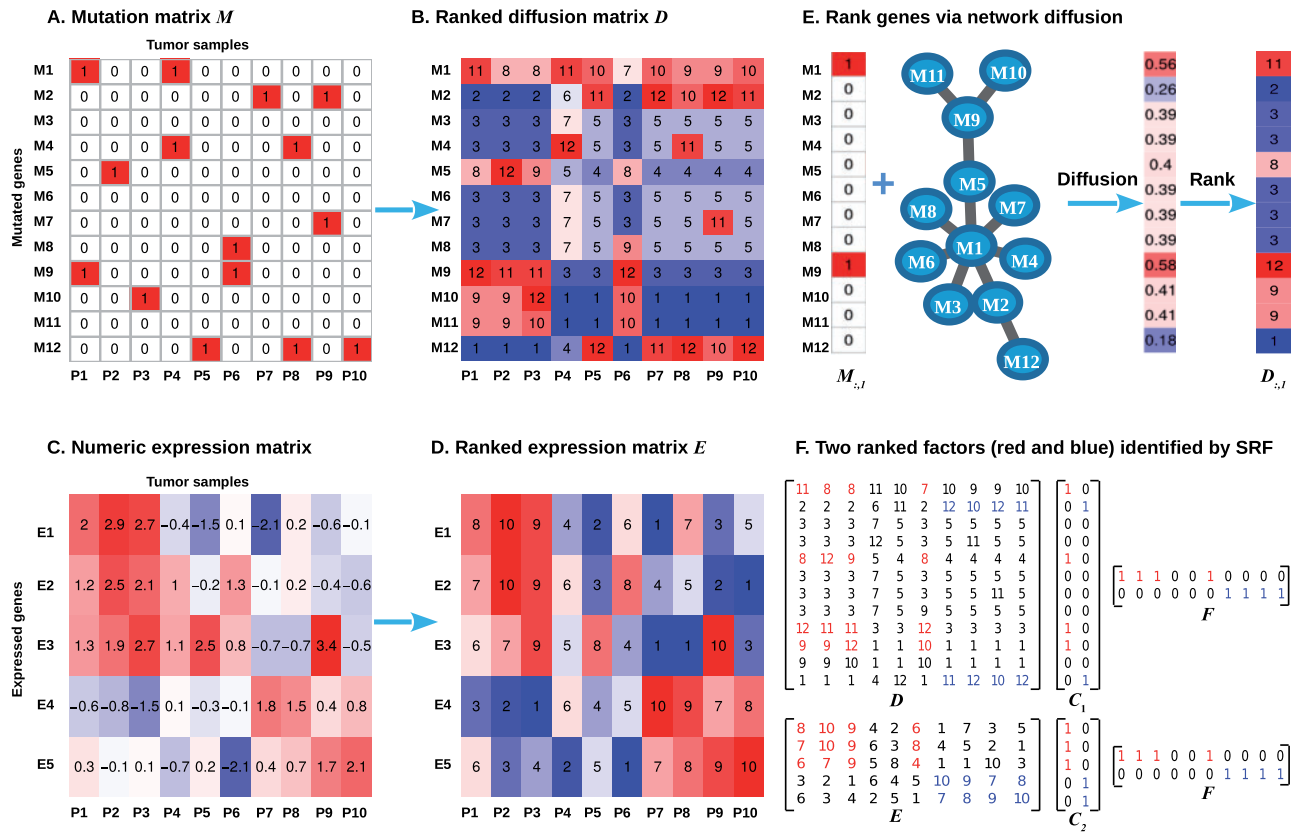 A. Mutation matrix M
Tumor samples
Mutated genes
M1 1 0 0 1 0 0 0 0 0 0
M2 0 0 0 0 0 0 1 0 1 0
M3 0 0 0 0 0 0 0 0 0 0
M4 0 0 0 1 0 0 0 1 0 0
M5 0 1 0 0 0 0 0 0 0 0
M6 0 0 0 0 0 0 0 0 0 0
M7 0 0 0 0 0 0 0 0 1 0
M8 0 0 0 0 0 1 0 0 0 0
M9 1 0 0 0 0 1 0 0 0 0
M10 0 0 1 0 0 0 0 0 0 0
M11 0 0 0 0 0 0 0 0 0 0
M12 0 0 0 0 1 0 0 1 0 1
P1 P2 P3 P4 P5 P6 P7 P8 P9 P10
B. Ranked diffusion matrix D
M1 11 8 8 11 10 7 10 9 9 10
M2 2 2 2 6 11 2 12 10 12 11
M3 3 3 3 7 5 3 5 5 5 5
M4 3 3 3 12 5 3 5 11 5 5
M5 8 12 9 5 4 8 4 4 4 4
M6 3 3 3 7 5 3 5 5 5 5
M7 3 3 3 7 5 3 5 5 11 5
M8 3 3 3 7 5 9 5 5 5 5
M9 12 11 11 3 3 12 3 3 3 3
M10 9 9 12 1 1 10 1 1 1 1
M11 9 9 10 1 1 10 1 1 1 1
M12 1 1 1 4 12 1 11 12 10 12
P1 P2 P3 P4 P5 P6 P7 P8 P9 P10
E. Rank genes via network diffusion
M1 1
M2 0
M3 0
M4 0
M5 0
M6 0
M7 0
M8 0
M9 1
M10 0
M11 0
M12 0
M:,1
+
M11
M10
M9
M5
M8
M7
M1
M6
M4
M3
M2
M12
Diffusion
0.56
0.26
0.39
0.39
0.4
0.39
0.39
0.39
0.58
0.41
0.41
0.18
Rank
11
2
3
3
8
3
3
3
12
9
9
1
D:,1
C. Numeric expression matrix
Tumor samples
Expressed genes
E1 2 2.9 2.7 −0.4 −1.5 0.1 −2.1 0.2 −0.6 −0.1
E2 1.2 2.5 2.1 1 −0.2 1.3 −0.1 0.2 −0.4 −0.6
E3 1.3 1.9 2.7 1.1 2.5 0.8 −0.7 −0.7 3.4 −0.5
E4 −0.6 −0.8 −1.5 0.1 −0.3 −0.1 1.8 1.5 0.4 0.8
E5 0.3 −0.1 0.1 −0.7 0.2 −2.1 0.4 0.7 1.7 2.1
P1 P2 P3 P4 P5 P6 P7 P8 P9 P10
D. Ranked expression matrix E
E1 8 10 9 4 2 6 1 7 3 5
E2 7 10 9 6 3 8 4 5 2 1
E3 6 7 9 5 8 4 1 1 10 3
E4 3 2 1 6 4 5 10 9 7 8
E5 6 3 4 2 5 1 7 8 9 10
P1 P2 P3 P4 P5 P6 P7 P8 P9 P10
F. Two ranked factors (red and blue) identified by SRF
11 8 8 11 10 7 10 9 9 10
2 2 2 6 11 2 12 10 12 11
3 3 3 7 5 3 5 5 5 5
3 3 3 12 5 3 5 11 5 5
8 12 9 5 4 8 4 4 4 4
3 3 3 7 5 3 5 5 5 5
3 3 3 7 5 3 5 5 11 5
3 3 3 7 5 9 5 5 5 5
12 11 11 3 3 12 3 3 3 3
9 9 12 1 1 10 1 1 1 1
9 9 10 1 1 10 1 1 1 1
1 1 1 4 12 1 11 12 10 12
D
1 0
0 1
0 0
0 0
1 0
0 0
0 0
0 0
1 0
1 0
0 0
0 1
C1
1 1 1 0 0 1 0 0 0 0
0 0 0 0 0 0 1 1 1 1
F
8 10 9 4 2 6 1 7 3 5
7 10 9 6 3 8 4 5 2 1
6 7 9 5 8 4 1 1 10 3
3 2 1 6 4 5 10 9 7 8
6 3 4 2 5 1 7 8 9 10
E
1 0
1 0
1 0
0 1
0 1
C2
1 1 1 0 0 1 0 0 0 0
0 0 0 0 0 0 1 1 1 1
F